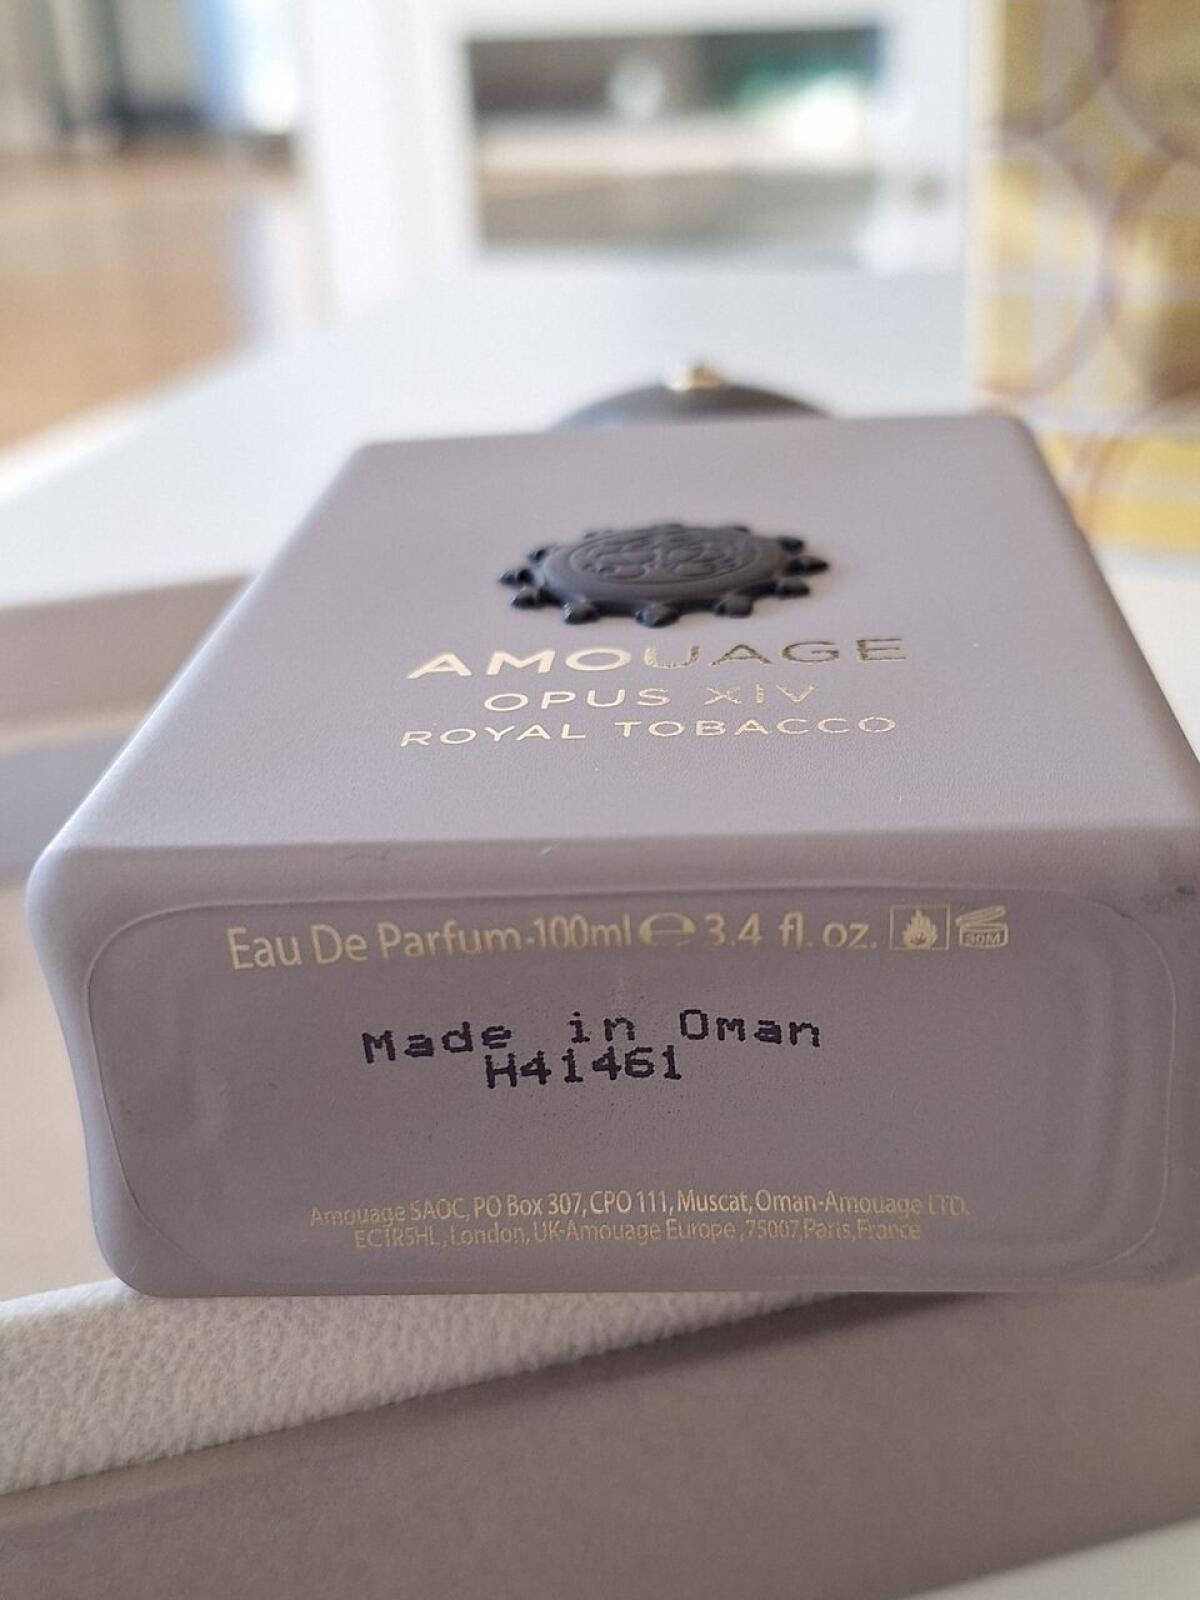 AMOUAGE
OPUS XIV
ROYAL TOBACCO
Eau De Parfum-100ml ℮ 3.4 fl. oz. 30M
Made in Oman
H41461
Amouage SAOC, PO Box 307, CPO 111, Muscat, Oman-Amouage LTD,
EC1R5HL, London, UK-Amouage Europe, 75007, Paris, France